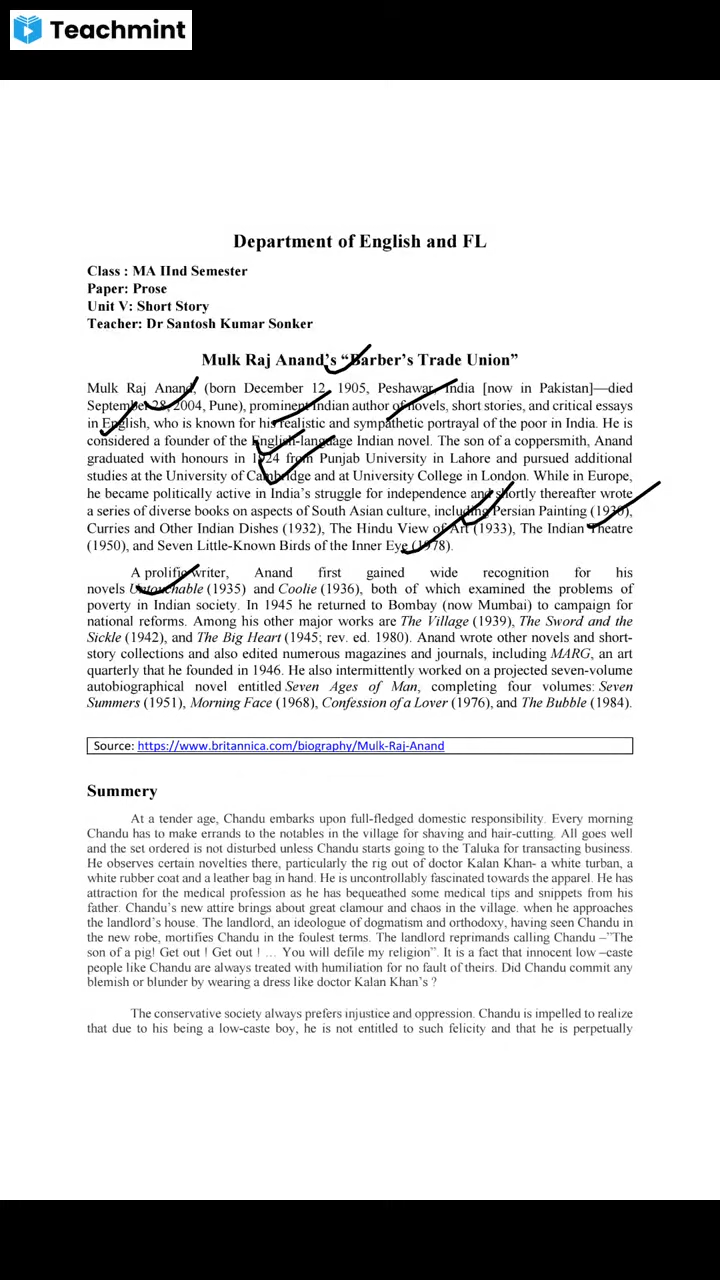 Teachmint
Department of English and FL
Class : MA IInd Semester
Paper: Prose
Unit V: Short Story
Teacher: Dr Santosh Kumar Sonker
Mulk Raj Anand's “Barber's Trade Union”
Mulk Raj Anand, (born December 12, 1905, Peshawar, India [now in Pakistan]—died
September 28, 2004, Pune), prominent Indian author of novels, short stories, and critical essays
in English, who is known for his realistic and sympathetic portrayal of the poor in India. He is
considered a founder of the English-language Indian novel. The son of a coppersmith, Anand
graduated with honours in 1924 from Punjab University in Lahore and pursued additional
studies at the University of Cambridge and at University College in London. While in Europe,
he became politically active in India's struggle for independence and shortly thereafter wrote
a series of diverse books on aspects of South Asian culture, including Persian Painting (1930),
Curries and Other Indian Dishes (1932), The Hindu View of Art (1933), The Indian Theatre
(1950), and Seven Little-Known Birds of the Inner Eye (1978).
A prolific writer, Anand first gained wide recognition for his
novels Untouchable (1935) and Coolie (1936), both of which examined the problems of
poverty in Indian society. In 1945 he returned to Bombay (now Mumbai) to campaign for
national reforms. Among his other major works are The Village (1939), The Sword and the
Sickle (1942), and The Big Heart (1945; rev. ed. 1980). Anand wrote other novels and short-
story collections and also edited numerous magazines and journals, including MARG, an art
quarterly that he founded in 1946. He also intermittently worked on a projected seven-volume
autobiographical novel entitled Seven Ages of Man, completing four volumes: Seven
Summers (1951), Morning Face (1968), Confession of a Lover (1976), and The Bubble (1984).
Source: https://www.britannica.com/biography/Mulk-Raj-Anand
Summery
At a tender age, Chandu embarks upon full-fledged domestic responsibility. Every morning
Chandu has to make errands to the notables in the village for shaving and hair-cutting. All goes well
and the set ordered is not disturbed unless Chandu starts going to the Taluka for transacting business.
He observes certain novelties there, particularly the rig out of doctor Kalan Khan- a white turban, a
white rubber coat and a leather bag in hand. He is uncontrollably fascinated towards the apparel. He has
attraction for the medical profession as he has bequeathed some medical tips and snippets from his
father. Chandu's new attire brings about great clamour and chaos in the village. when he approaches
the landlord's house. The landlord, an ideologue of dogmatism and orthodoxy, having seen Chandu in
the new robe, mortifies Chandu in the foulest terms. The landlord reprimands calling Chandu –”The
son of a pig! Get out ! Get out ! … You will defile my religion”. It is a fact that innocent low –caste
people like Chandu are always treated with humiliation for no fault of theirs. Did Chandu commit any
blemish or blunder by wearing a dress like doctor Kalan Khan's ?
The conservative society always prefers injustice and oppression. Chandu is impelled to realize
that due to his being a low-caste boy, he is not entitled to such felicity and that he is perpetually